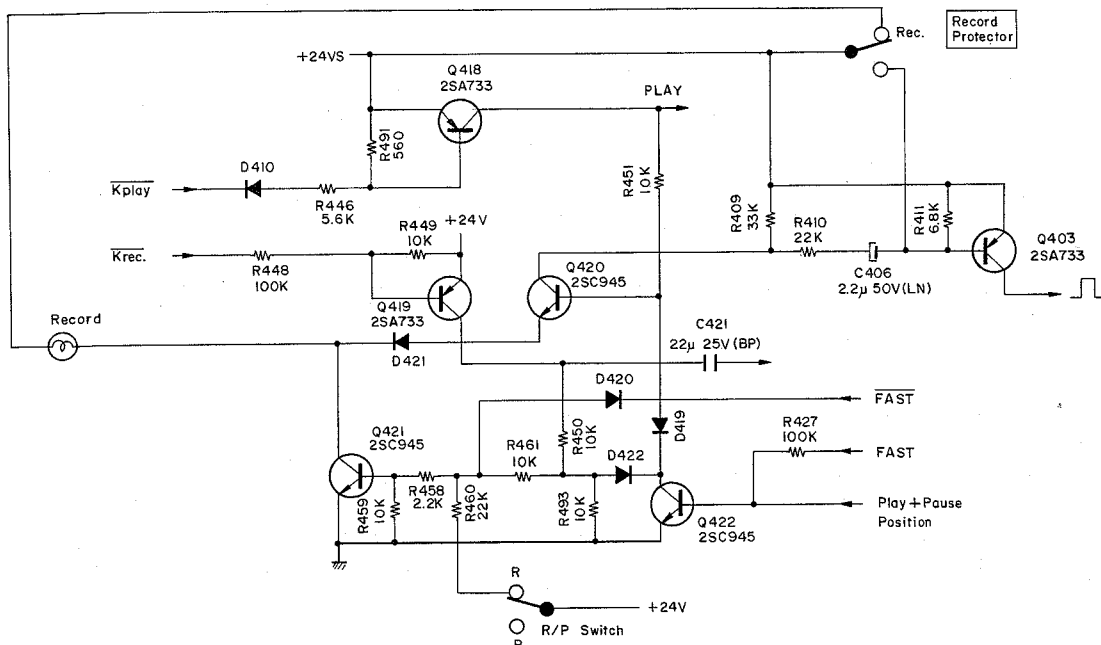 Rec.
Record
Protector
+24VS
Q418
2SA733
PLAY
R491
560
D410
Kplay
R446
5.6K
R451
10K
R409
33K
R410
22K
R411
6.8K
Q403
2SA733
C406
2.2μ 50V(LN)
+24V
R449
10K
Krec.
R448
100K
Q419
2SA733
Q420
2SC945
Record
D421
C421
22μ 25V(BP)
D420
FAST
D419
R427
100K
Q421
2SC945
R461
10K
R450
10K
D422
FAST
R459
10K
R458
2.2K
R460
22K
R493
10K
Q422
2SC945
Play+Pause
Position
R
+24V
R/P Switch